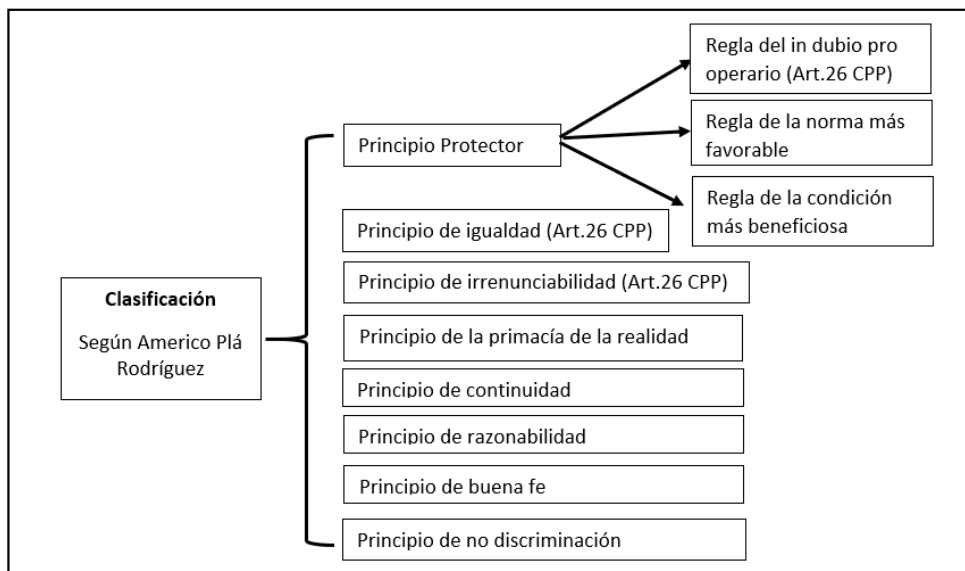 Clasificación
Según Americo Plá
Rodríguez
Principio Protector
Regla del in dubio pro
operario (Art.26 CPP)
Regla de la norma más
favorable
Regla de la condición
más beneficiosa
Principio de igualdad (Art.26 CPP)
Principio de irrenunciabilidad (Art.26 CPP)
Principio de la primacía de la realidad
Principio de continuidad
Principio de razonabilidad
Principio de buena fe
Principio de no discriminación